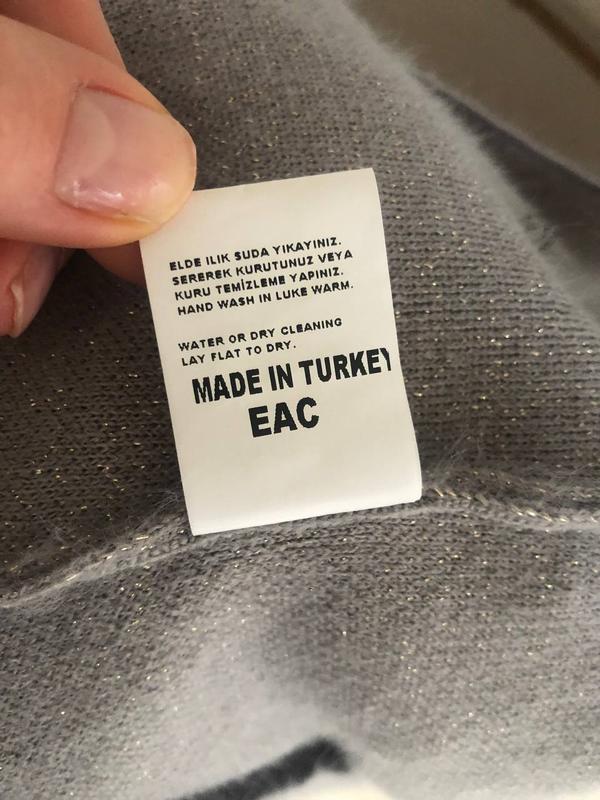 ELDE ILIK SUDA YIKAYINIZ.
SEREREK KURUTUNUZ VEYA
KURU TEMİZLEME YAPINIZ.
HAND WASH IN LUKE WARM.
WATER OR DRY CLEANING
LAY FLAT TO DRY.
MADE IN TURKEY
EAC